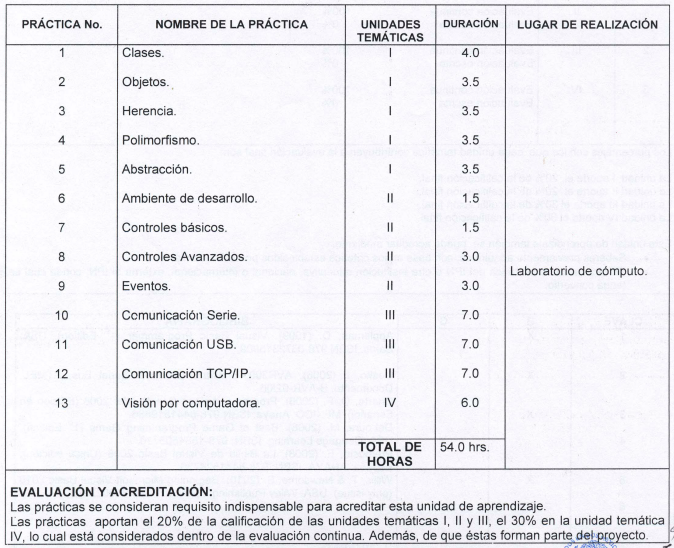 PRÁCTICA No. NOMBRE DE LA PRÁCTICA UNIDADES TEMÁTICAS DURACIÓN LUGAR DE REALIZACIÓN
1 Clases. I 4.0
2 Objetos. I 3.5
3 Herencia. I 3.5
4 Polimorfismo. I 3.5
5 Abstracción. I 3.5
6 Ambiente de desarrollo. II 1.5
7 Controles básicos. II 1.5
8 Controles Avanzados. II 3.0
Laboratorio de cómputo.
9 Eventos. II 3.0
10 Comunicación Serie. III 7.0
11 Comunicación USB. III 7.0
12 Comunicación TCP/IP. III 7.0
13 Visión por computadora. IV 6.0
TOTAL DE HORAS 54.0 hrs.
EVALUACIÓN Y ACREDITACIÓN:
Las prácticas se consideran requisito indispensable para acreditar esta unidad de aprendizaje.
Las prácticas aportan el 20% de la calificación de las unidades temáticas I, II y III, el 30% en la unidad temática
IV, lo cual está considerados dentro de la evaluación continua. Además, de que éstas forman parte del proyecto.